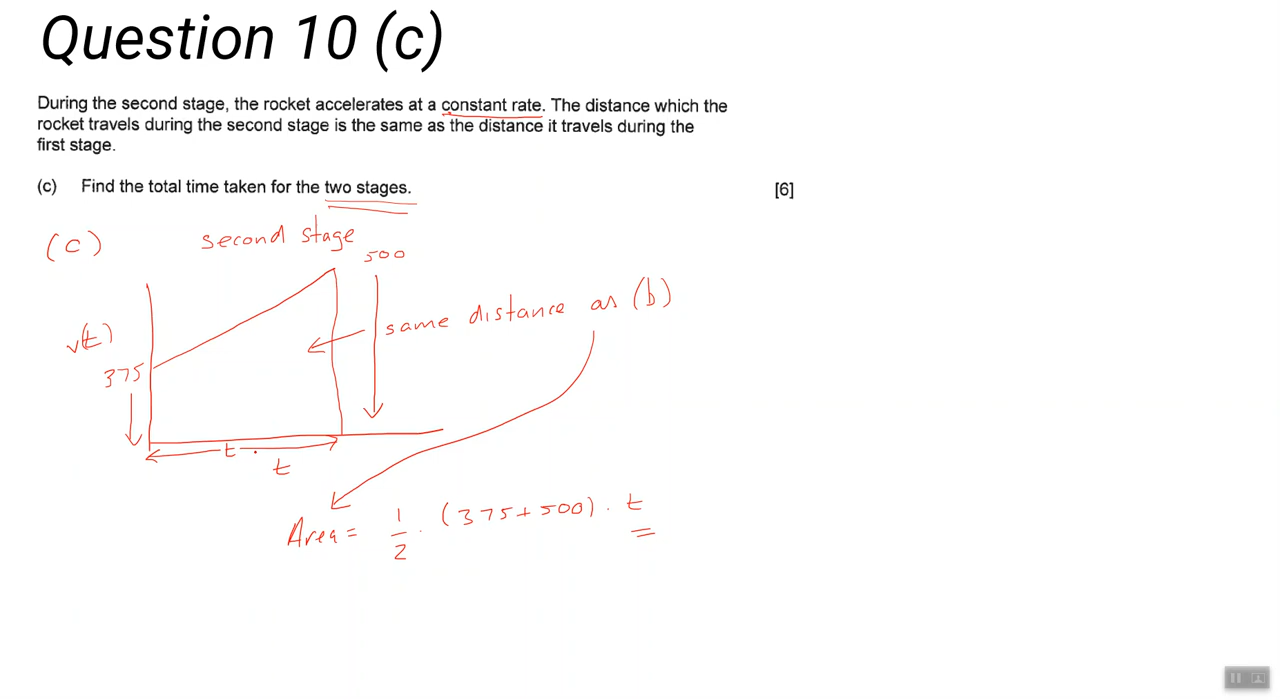 Question 10 (c)
During the second stage, the rocket accelerates at a constant rate. The distance which the
rocket travels during the second stage is the same as the distance it travels during the
first stage.
(c) Find the total time taken for the two stages. [6]
(c) second stage
500
same distance as (b)
v(t)
375
t
t
Area = 1/2 · (375+500) · t